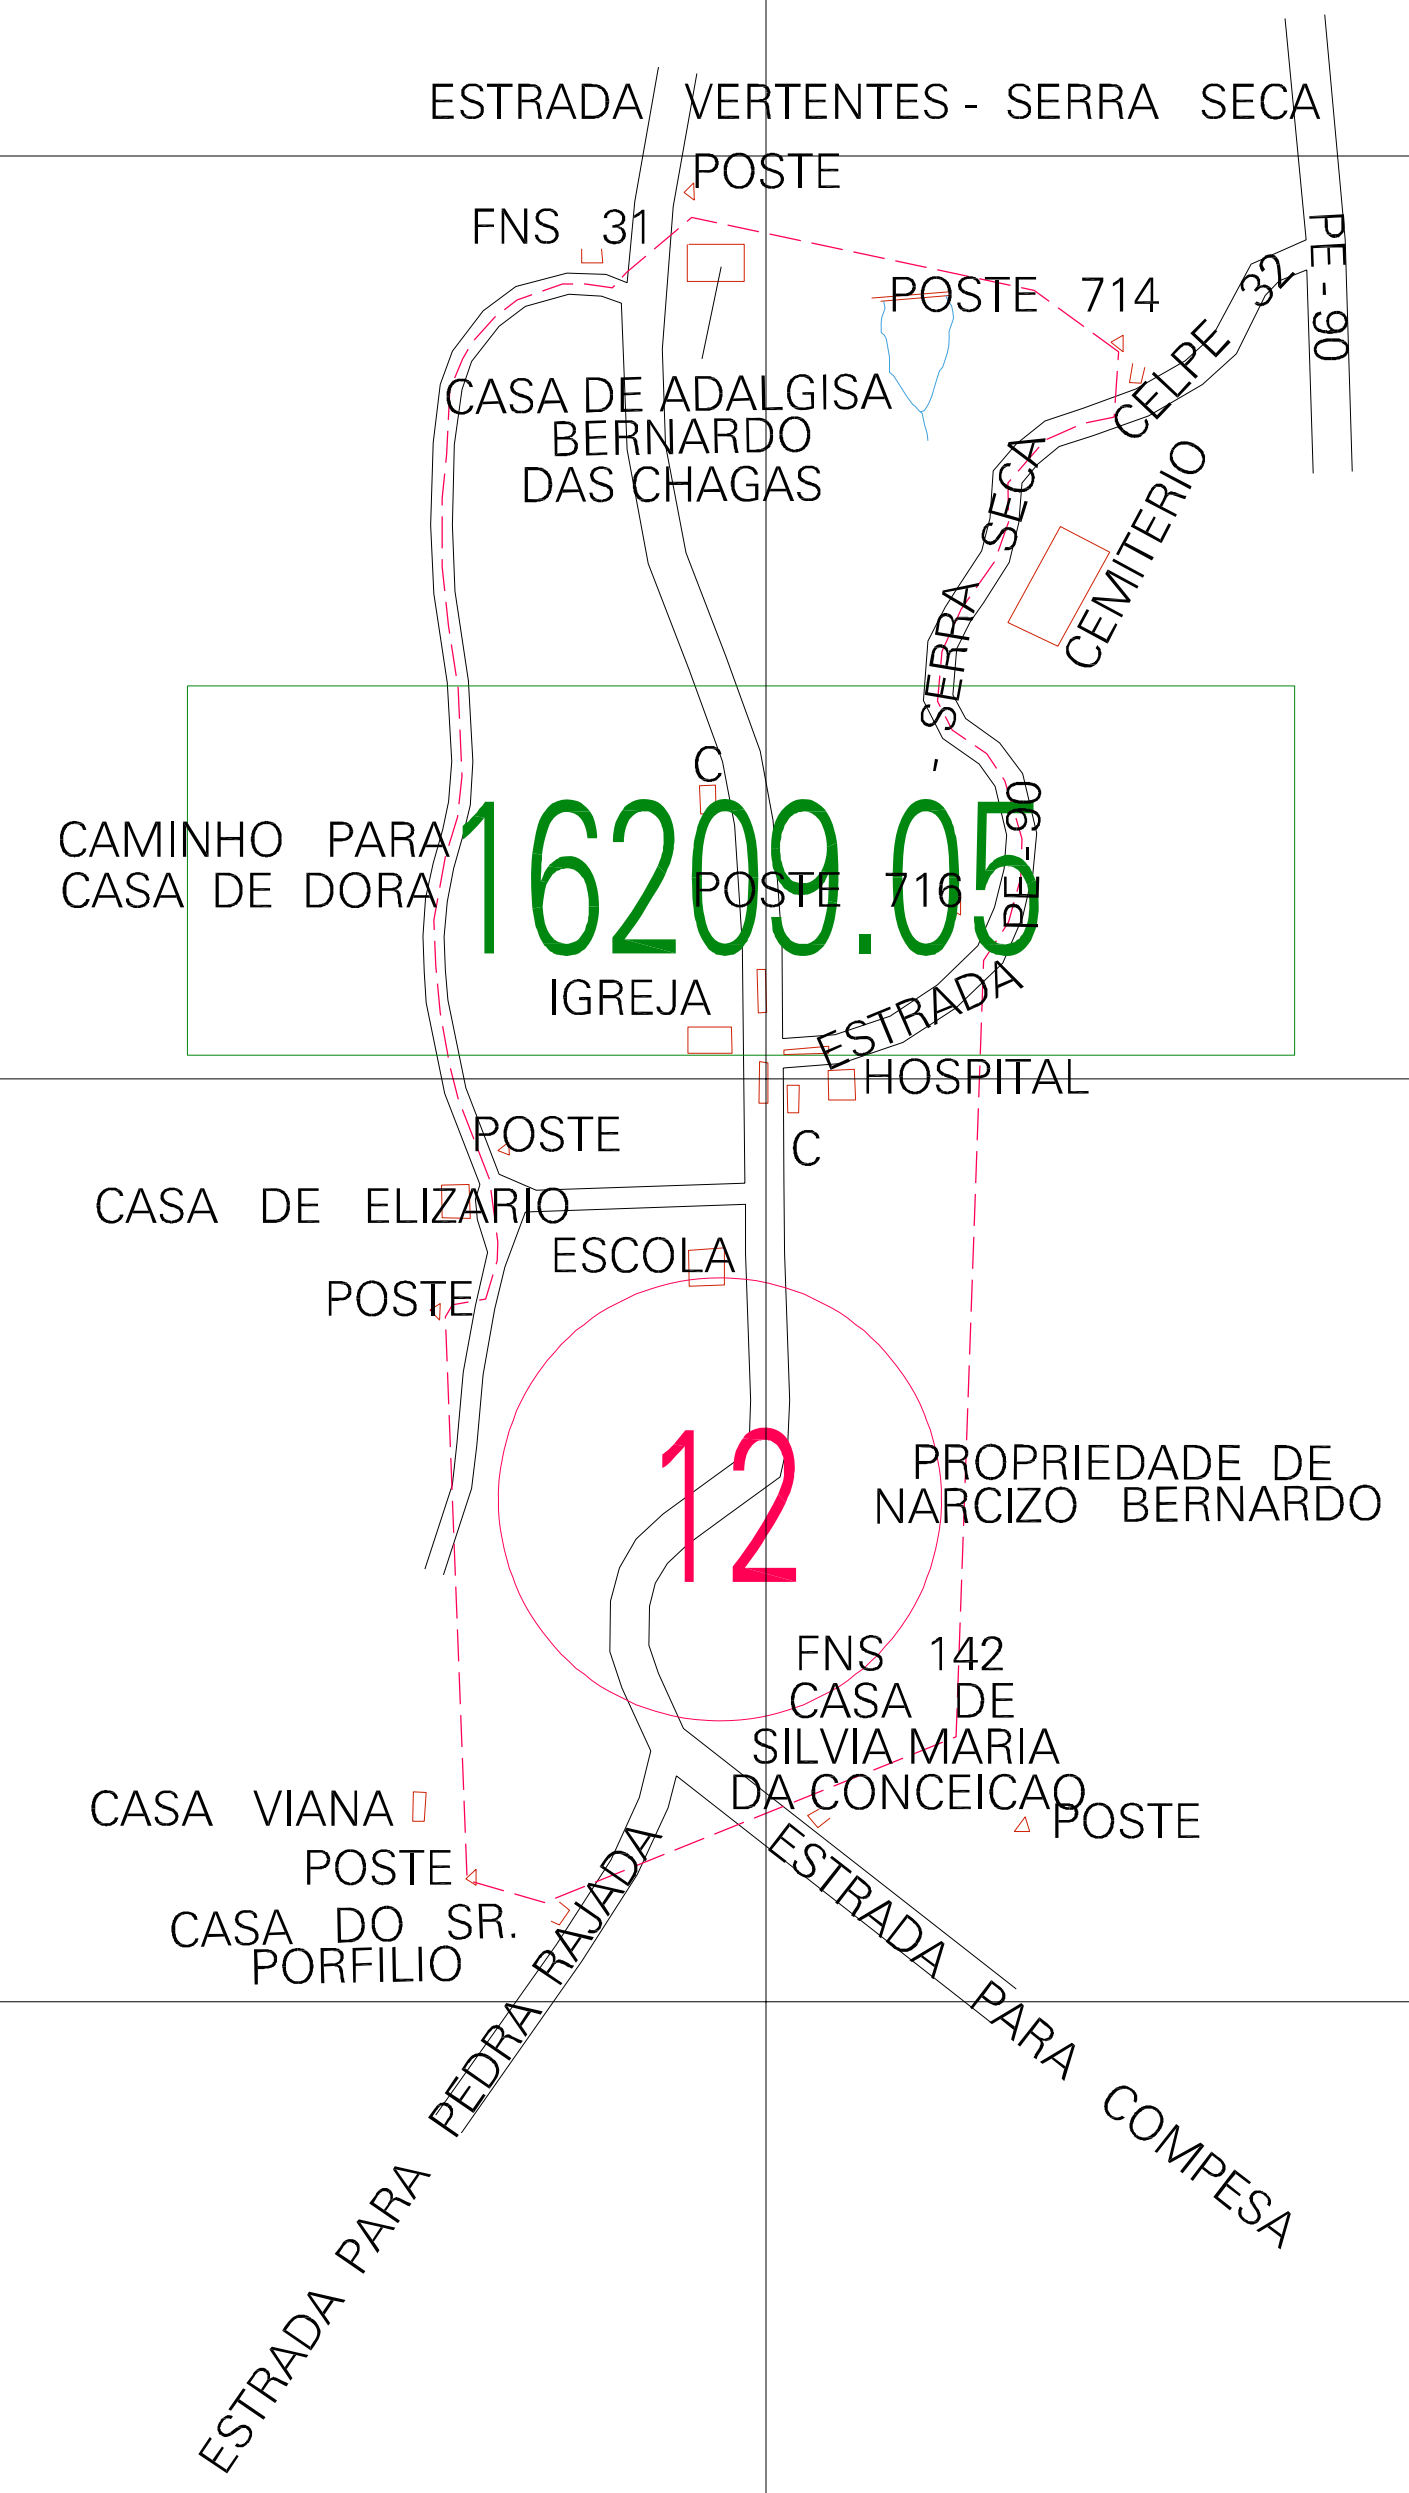 ESTRADA VERTENTES - SERRA SECA
POSTE
FNS 31
PE - 90
POSTE 714
CELPE 32
CASA DE ADALGISA
BERNARDO
DAS CHAGAS
CEMITERIO
ESTRADA PE-90 - SERRA SECA
C
16209.05
CAMINHO PARA
CASA DE DORA
POSTE 716
IGREJA
HOSPITAL
POSTE
C
CASA DE ELIZARIO
ESCOLA
POSTE
12
PROPRIEDADE DE
NARCIZO BERNARDO
FNS 142
CASA DE
SILVIA MARIA
DA CONCEICAO
CASA VIANA
POSTE
POSTE
CASA DO SR.
PORFILIO
ESTRADA PARA PEDRA RAJADA
ESTRADA PARA COMPESA